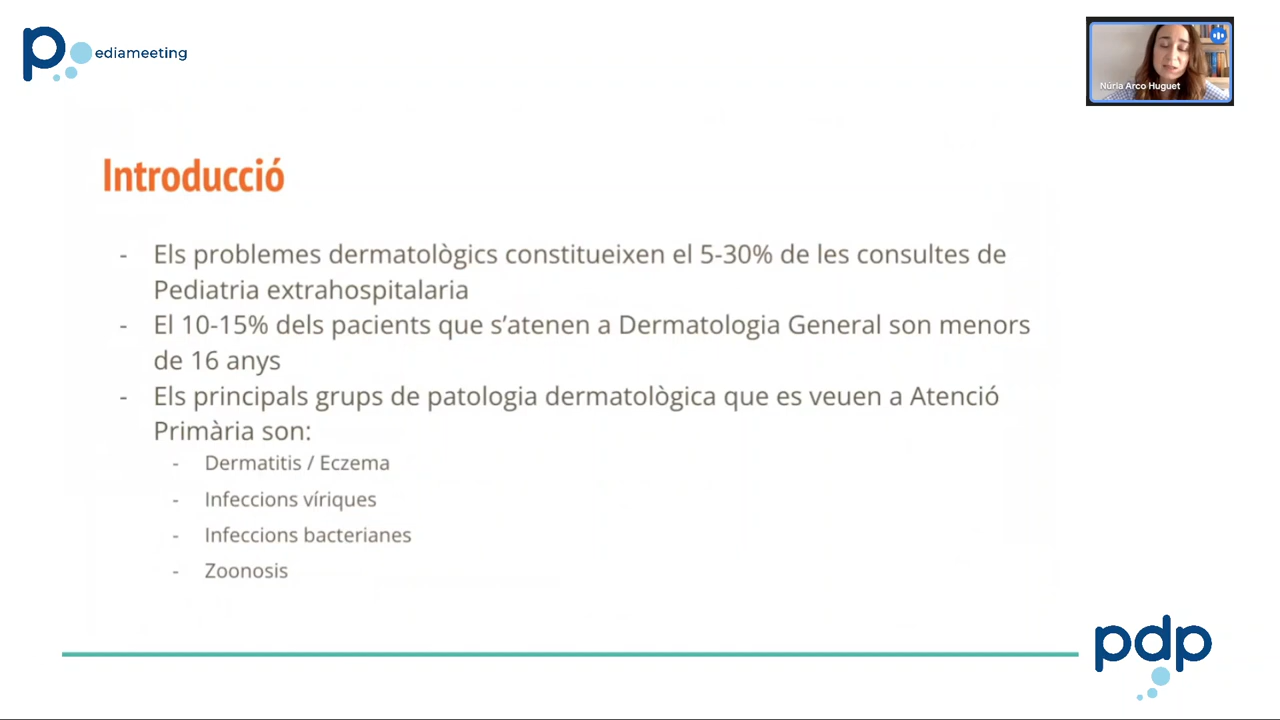 pediameeting
Núria Arco Huguet
Introducció
- Els problemes dermatològics constitueixen el 5-30% de les consultes de
Pediatria extrahospitalaria
- El 10-15% dels pacients que s’atenen a Dermatologia General son menors
de 16 anys
- Els principals grups de patologia dermatològica que es veuen a Atenció
Primària son:
- Dermatitis / Eczema
- Infeccions víriques
- Infeccions bacterianes
- Zoonosis
pdp